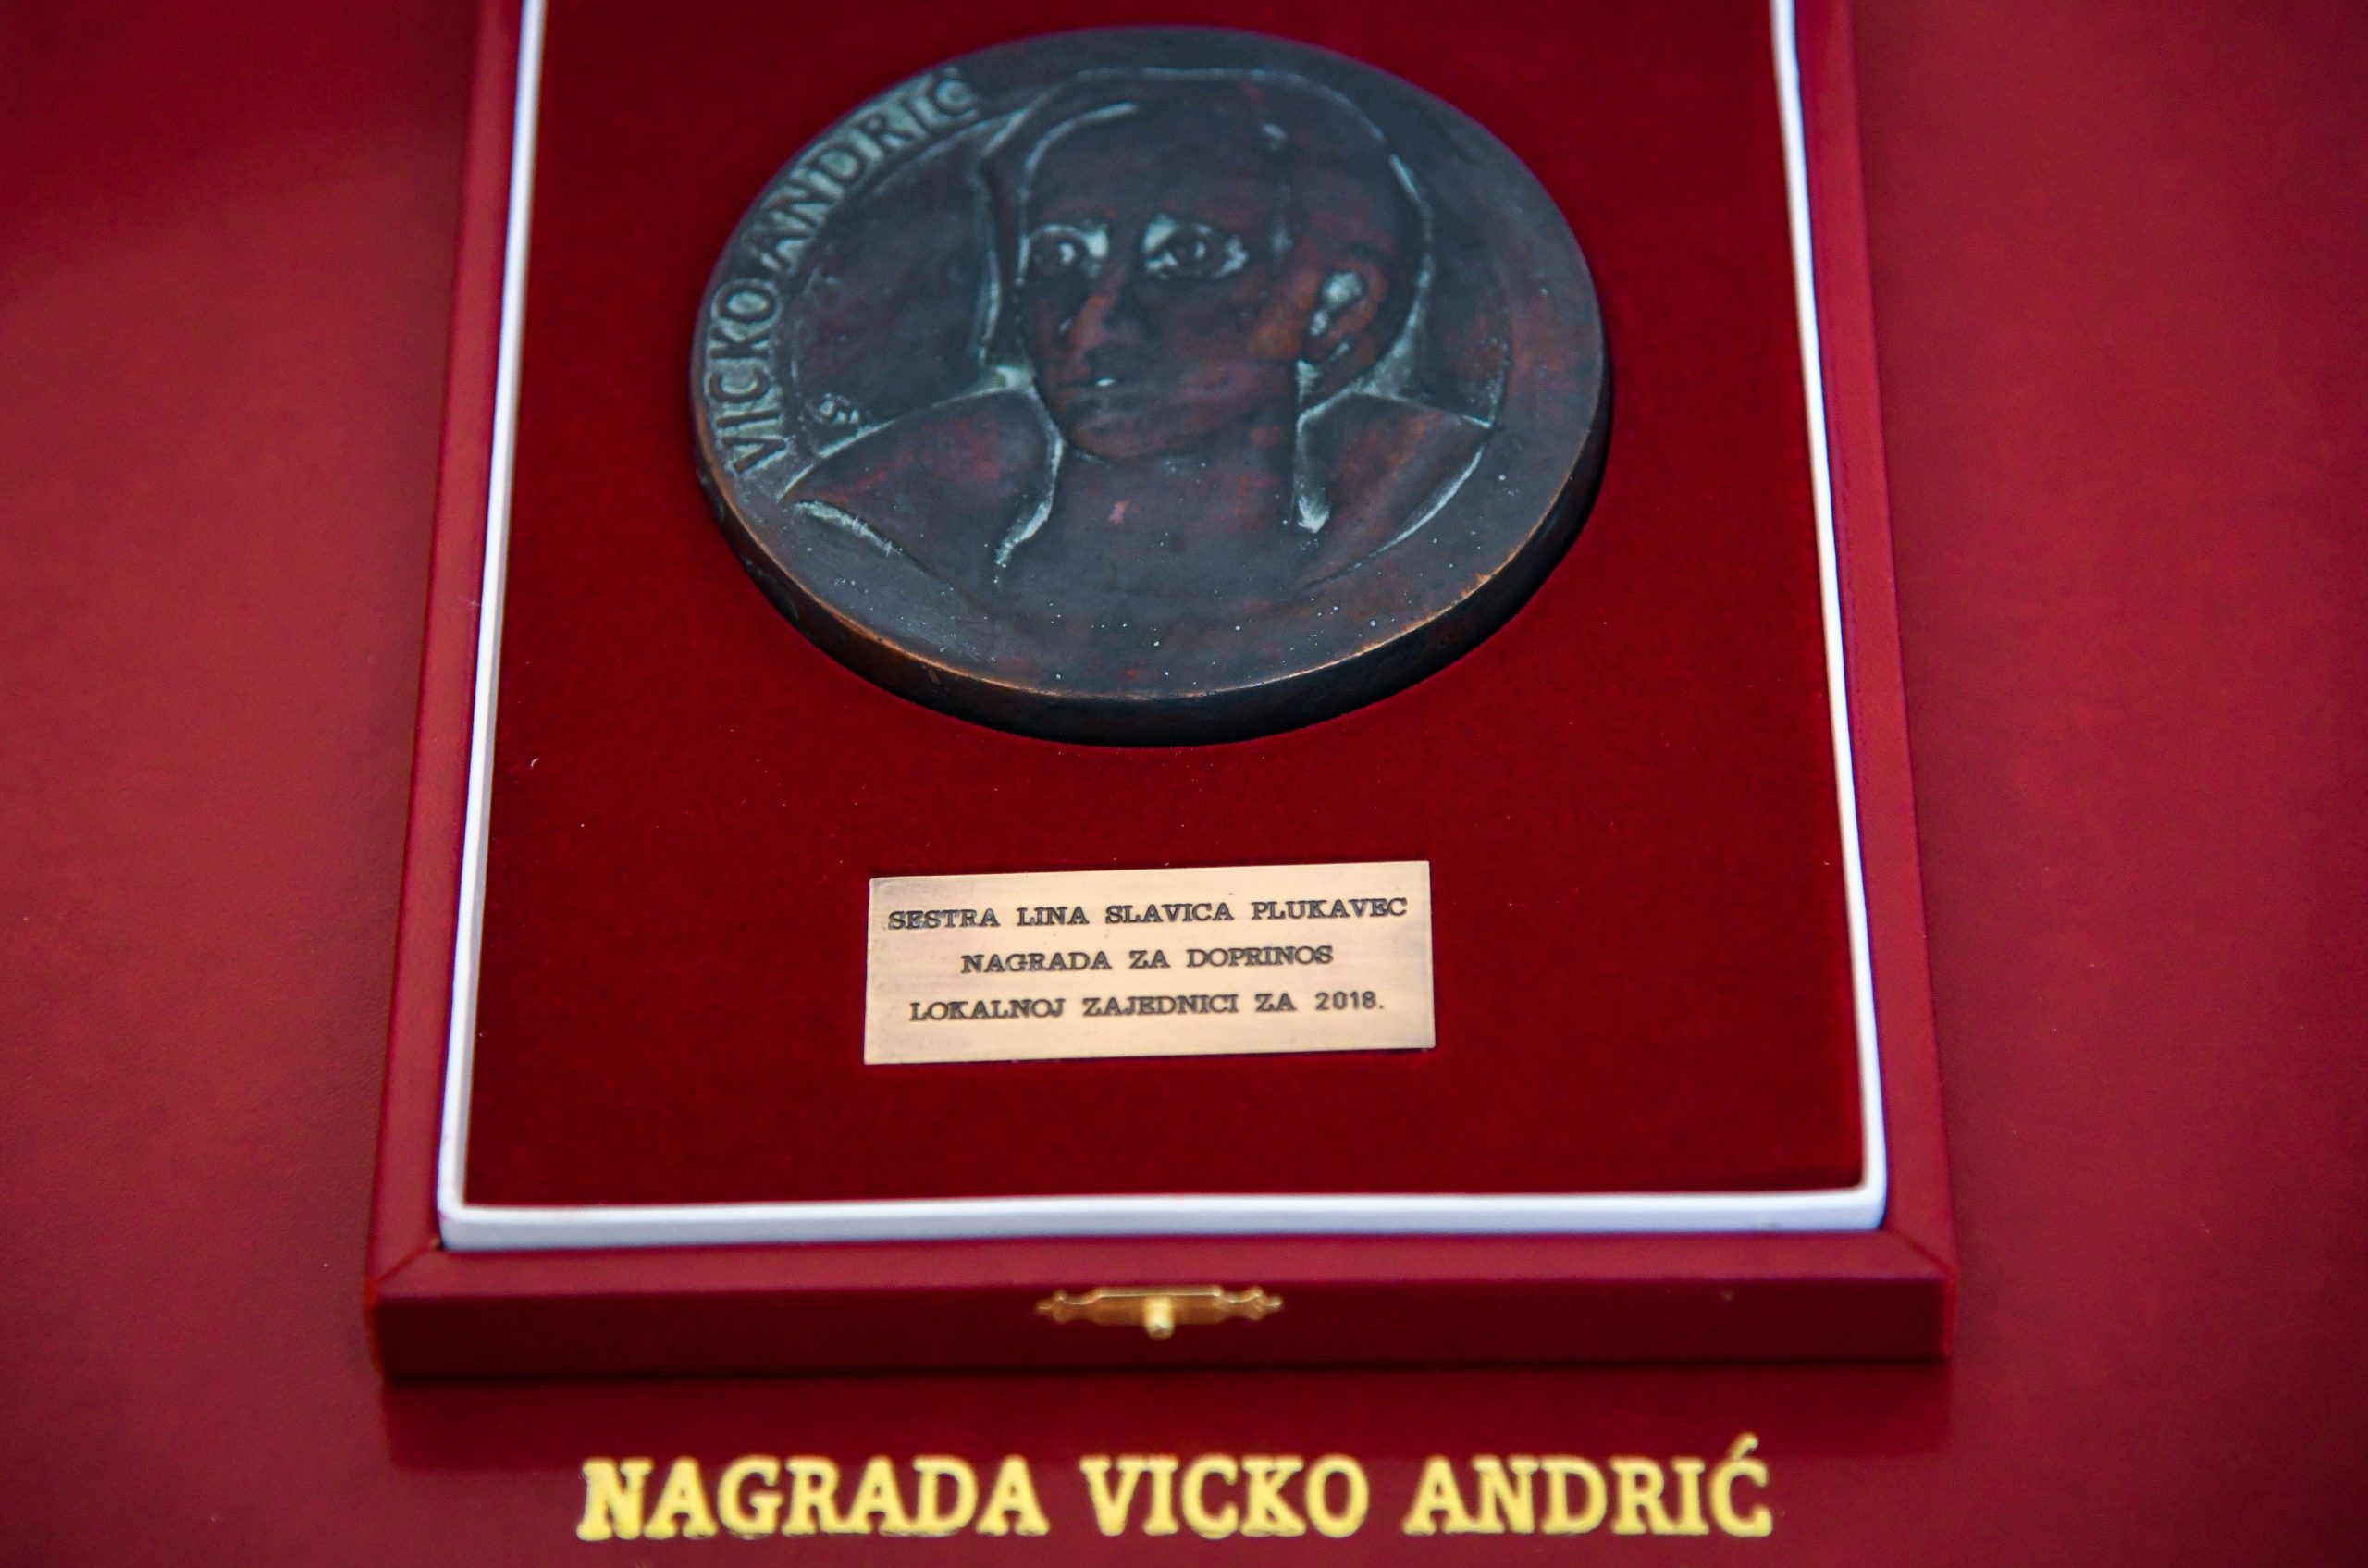 VICKO ANDRIĆ
SESTRA LINA SLAVICA PLUKAVEC
NAGRADA ZA DOPRINOS
LOKALNOJ ZAJEDNICI ZA 2018.
NAGRADA VICKO ANDRIĆ